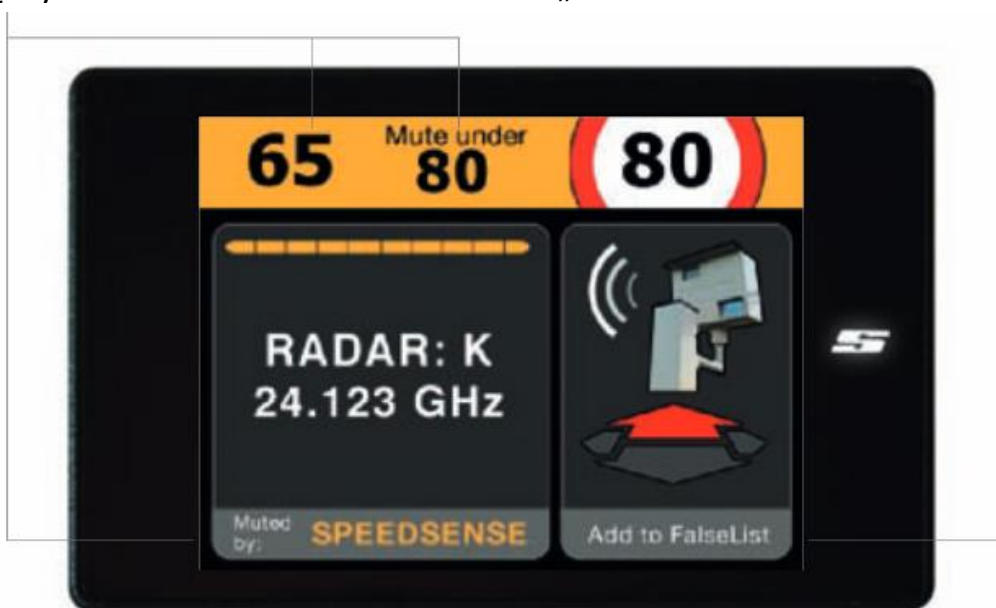 65
Mute under
80
80
RADAR: K
24.123 GHz
Muted
by:
SPEEDSENSE
Add to FalseList